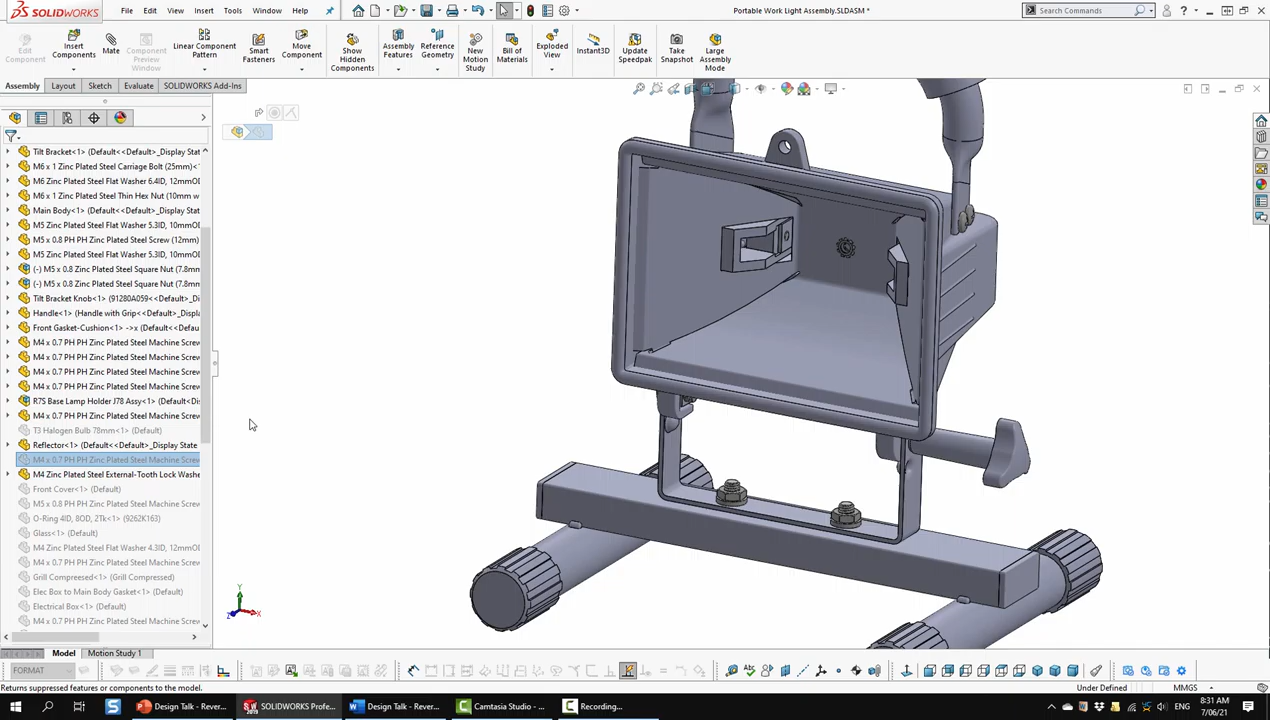 SOLIDWORKS
File Edit View Insert Tools Window Help
Portable Work Light Assembly.SLDASM *
Search Commands
Edit Component
Insert Components
Mate
Component Preview Window
Linear Component Pattern
Smart Fasteners
Move Component
Show Hidden Components
Assembly Features
Reference Geometry
New Motion Study
Bill of Materials
Exploded View
Instant3D
Update Speedpak
Take Snapshot
Large Assembly Mode
Assembly Layout Sketch Evaluate SOLIDWORKS Add-Ins
Tilt Bracket<1> (Default<<Default>_Display Stat
M6 x 1 Zinc Plated Steel Carriage Bolt (25mm)<
M6 Zinc Plated Steel Flat Washer 6.4ID, 12mmOD
M6 x 1 Zinc Plated Steel Thin Hex Nut (10mm w
Main Body<1> (Default<<Default>_Display Stat
M5 Zinc Plated Steel Flat Washer 5.3ID, 10mmOD
M5 x 0.8 PH PH Zinc Plated Steel Screw (12mm)
M5 Zinc Plated Steel Flat Washer 5.3ID, 10mmOD
(-) M5 x 0.8 Zinc Plated Steel Square Nut (7.8mm
(-) M5 x 0.8 Zinc Plated Steel Square Nut (7.8mm
Tilt Bracket Knob<1> (91280A059<<Default>_Di
Handle<1> (Handle with Grip<<Default>_Displa
Front Gasket-Cushion<1> ->x (Default<<Defau
M4 x 0.7 PH PH Zinc Plated Steel Machine Screw
M4 x 0.7 PH PH Zinc Plated Steel Machine Screw
M4 x 0.7 PH PH Zinc Plated Steel Machine Screw
M4 x 0.7 PH PH Zinc Plated Steel Machine Screw
R7S Base Lamp Holder J78 Assy<1> (Default<Di
M4 x 0.7 PH PH Zinc Plated Steel Machine Screw
T3 Halogen Bulb 78mm<1> (Default)
Reflector<1> (Default<<Default>_Display State
M4 x 0.7 PH PH Zinc Plated Steel Machine Screw
M4 Zinc Plated Steel External-Tooth Lock Washe
Front Cover<1> (Default)
M5 x 0.8 PH PH Zinc Plated Steel Machine Screw
O-Ring 4ID, 8OD, 2Tk<1> (9262K163)
Glass<1> (Default)
M4 Zinc Plated Steel Flat Washer 4.3ID, 12mmOD
M4 x 0.7 PH PH Zinc Plated Steel Machine Screw
Grill Compreesed<1> (Grill Compressed)
Elec Box to Main Body Gasket<1> (Default)
Electrical Box<1> (Default)
M4 x 0.7 PH PH Zinc Plated Steel Machine Screw
Y
X
Z
Model Motion Study 1
FORMAT
Returns suppressed features or components to the model.
Under Defined
MMGS
Design Talk - Rever...
SOLIDWORKS Profe...
Design Talk - Rever...
Camtasia Studio - ...
Recording...
8:31 AM
7/06/21